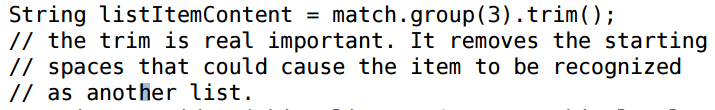 String listItemContent = match.group(3).trim();
// the trim is real important. It removes the starting
// spaces that could cause the item to be recognized
// as another list.